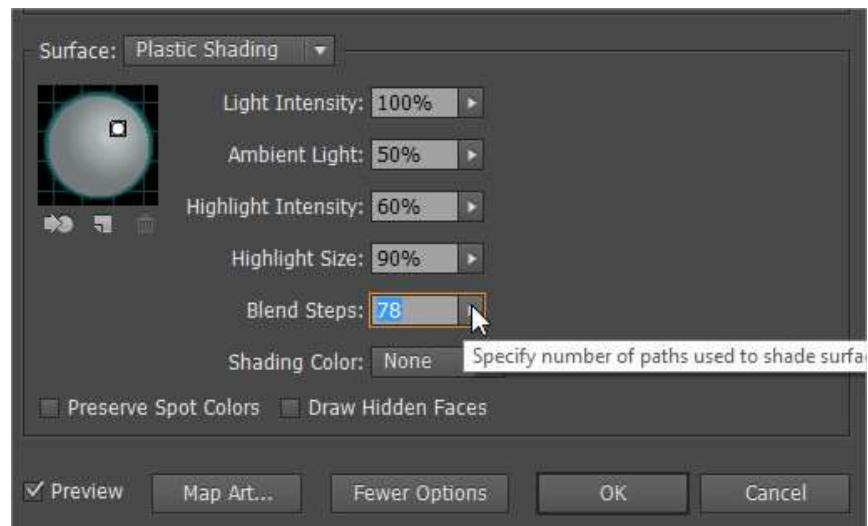 Surface: Plastic Shading
Light Intensity: 100%
Ambient Light: 50%
Highlight Intensity: 60%
Highlight Size: 90%
Blend Steps: 78
Shading Color: None
Specify number of paths used to shade
Preserve Spot Colors Draw Hidden Faces
Preview Map Art... Fewer Options OK Cancel